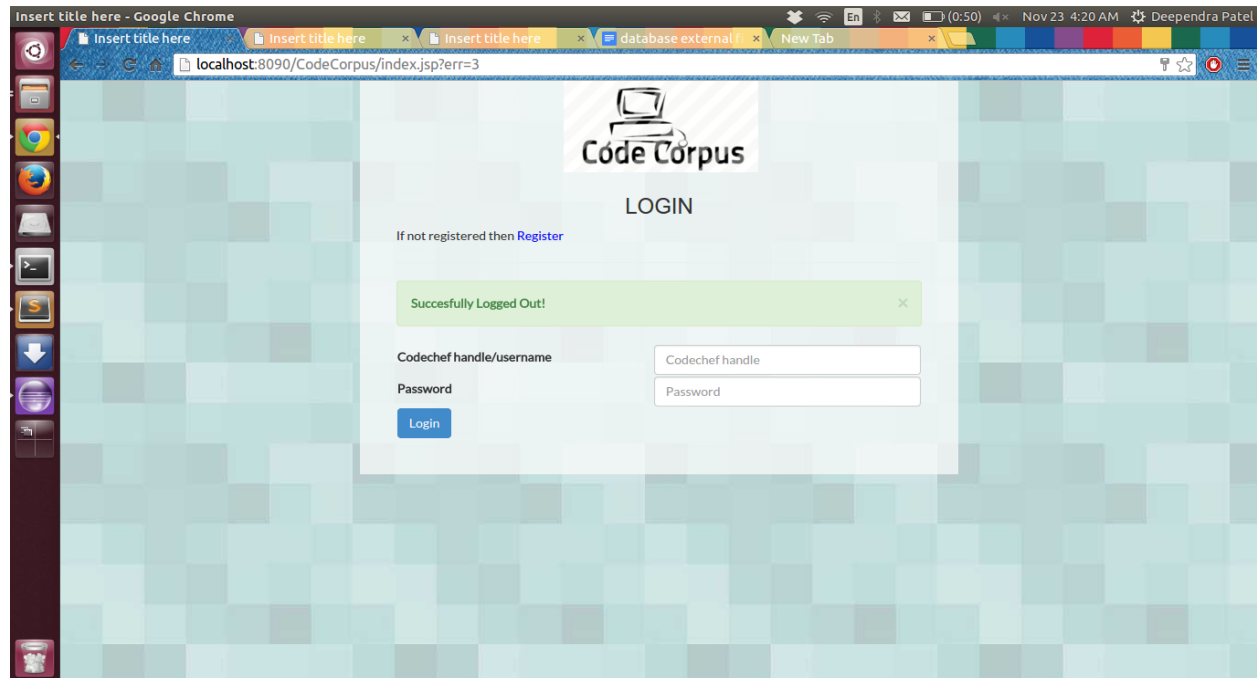 Insert title here - Google Chrome
En
(0:50)
Nov 23 4:20 AM
Deependra Patel
Insert title here
Insert title here
Insert title here
database external f
New Tab
localhost:8090/CodeCorpus/index.jsp?err=3
Code Corpus
LOGIN
If not registered then Register
Succesfully Logged Out!
×
Codechef handle/username
Codechef handle
Password
Password
Login